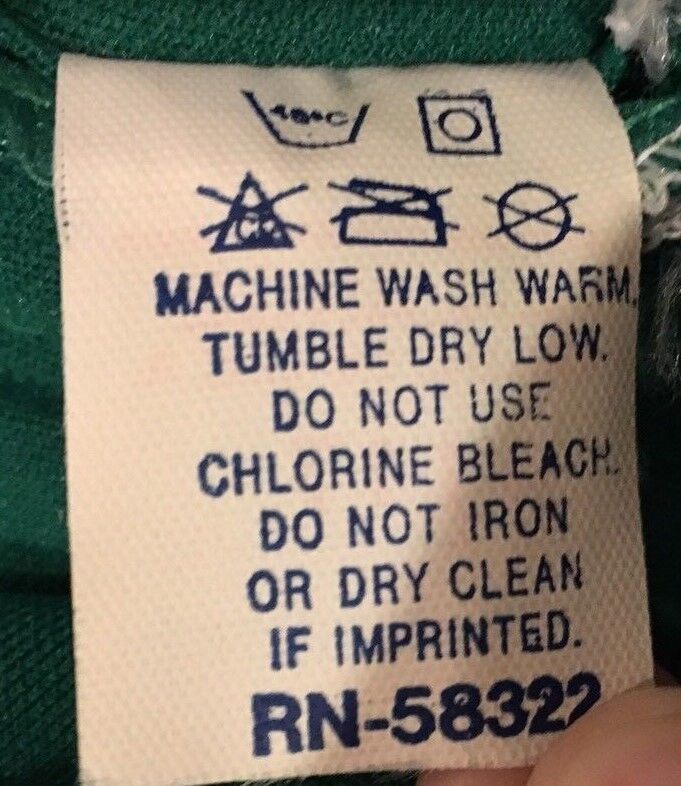 40°C
CL
MACHINE WASH WARM.
TUMBLE DRY LOW.
DO NOT USE
CHLORINE BLEACH.
DO NOT IRON
OR DRY CLEAN
IF IMPRINTED.
RN-58322